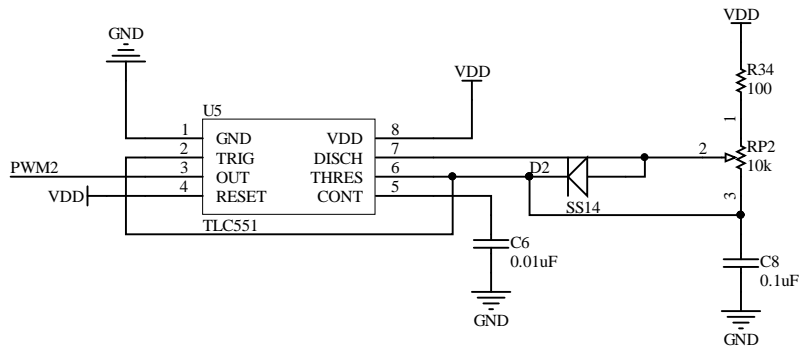 VDD
GND
R34
100
VDD
U5
1
1 GND VDD 8
2 TRIG DISCH 7
2
RP2
10k
PWM2
3 OUT THRES 6
D2
VDD
4 RESET CONT 5
3
SS14
TLC551
C6
0.01uF
C8
0.1uF
GND
GND